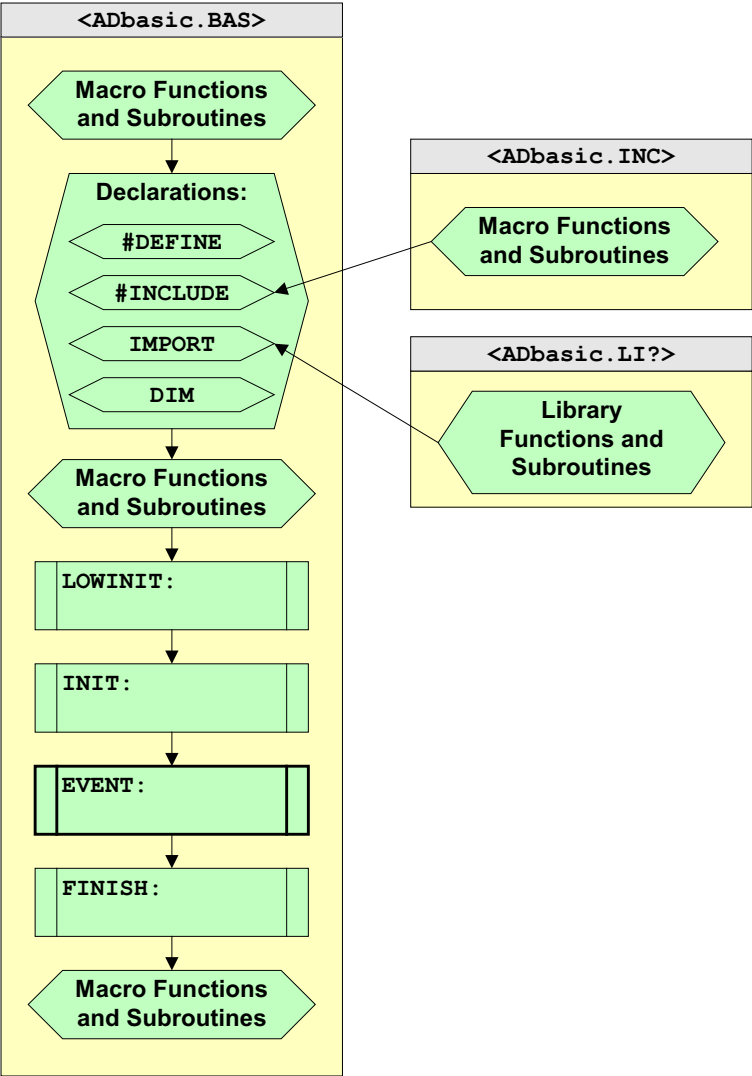 <ADbasic.BAS>
Macro Functions
and Subroutines
Declarations:
#DEFINE
#INCLUDE
IMPORT
DIM
Macro Functions
and Subroutines
LOWINIT:
INIT:
EVENT:
FINISH:
Macro Functions
and Subroutines
<ADbasic.INC>
Macro Functions
and Subroutines
<ADbasic.LI?>
Library
Functions and
Subroutines